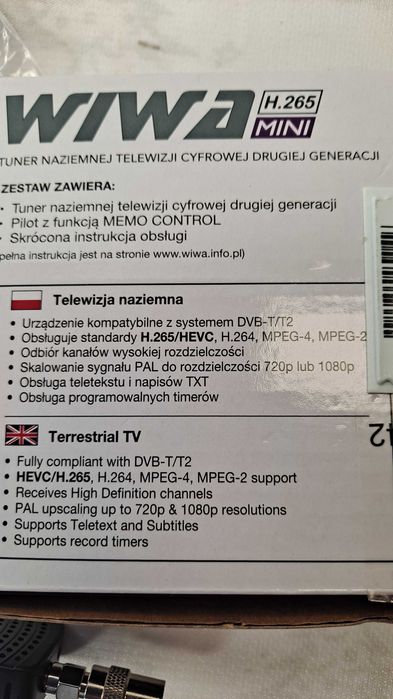 WIWA H.265
MINI
TUNER NAZIEMNEJ TELEWIZJI CYFROWEJ DRUGIEJ GENERACJI
ZESTAW ZAWIERA:
• Tuner naziemnej telewizji cyfrowej drugiej generacji
• Pilot z funkcją MEMO CONTROL
• Skrócona instrukcja obsługi
pełna instrukcja jest na stronie www.wiwa.info.pl)
Telewizja naziemna
• Urządzenie kompatybilne z systemem DVB-T/T2
• Obsługuje standardy H.265/HEVC, H.264, MPEG-4, MPEG-2
• Odbiór kanałów wysokiej rozdzielczości
• Skalowanie sygnału PAL do rozdzielczości 720p lub 1080p
• Obsługa teletekstu i napisów TXT
• Obsługa programowalnych timerów
Terrestrial TV
• Fully compliant with DVB-T/T2
• HEVC/H.265, H.264, MPEG-4, MPEG-2 support
• Receives High Definition channels
• PAL upscaling up to 720p & 1080p resolutions
• Supports Teletext and Subtitles
• Supports record timers